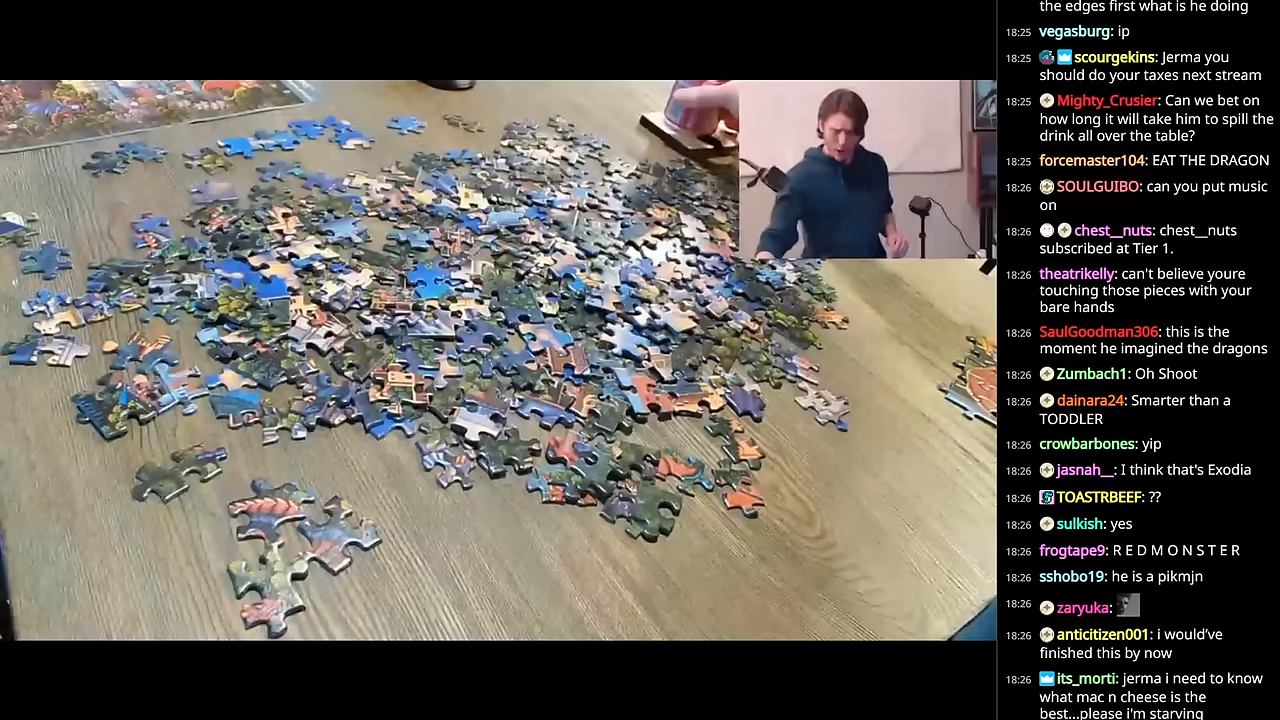 the edges first what is he doing
18:25 vegasburg: ip
18:25 scourgekins: Jerma you
should do your taxes next stream
18:25 Mighty_Crusier: Can we bet on
how long it will take him to spill the
drink all over the table?
18:25 forcemaster104: EAT THE DRAGON
18:26 SOULGUIBO: can you put music
on
18:26 chest__nuts: chest__nuts
subscribed at Tier 1.
18:26 theatrikelly: can't believe youre
touching those pieces with your
bare hands
18:26 SaulGoodman306: this is the
moment he imagined the dragons
18:26 Zumbach1: Oh Shoot
18:26 dainara24: Smarter than a
TODDLER
18:26 crowbarbones: yip
18:26 jasnah__: I think that's Exodia
18:26 TOASTRBEEF: ??
18:26 sulkish: yes
18:26 frogtape9: R E D M O N S T E R
18:26 sshobo19: he is a pikmjn
18:26 zaryuka:
18:26 anticitizen001: i would've
finished this by now
18:26 its_morti: jerma i need to know
what mac n cheese is the
best...please i'm starving